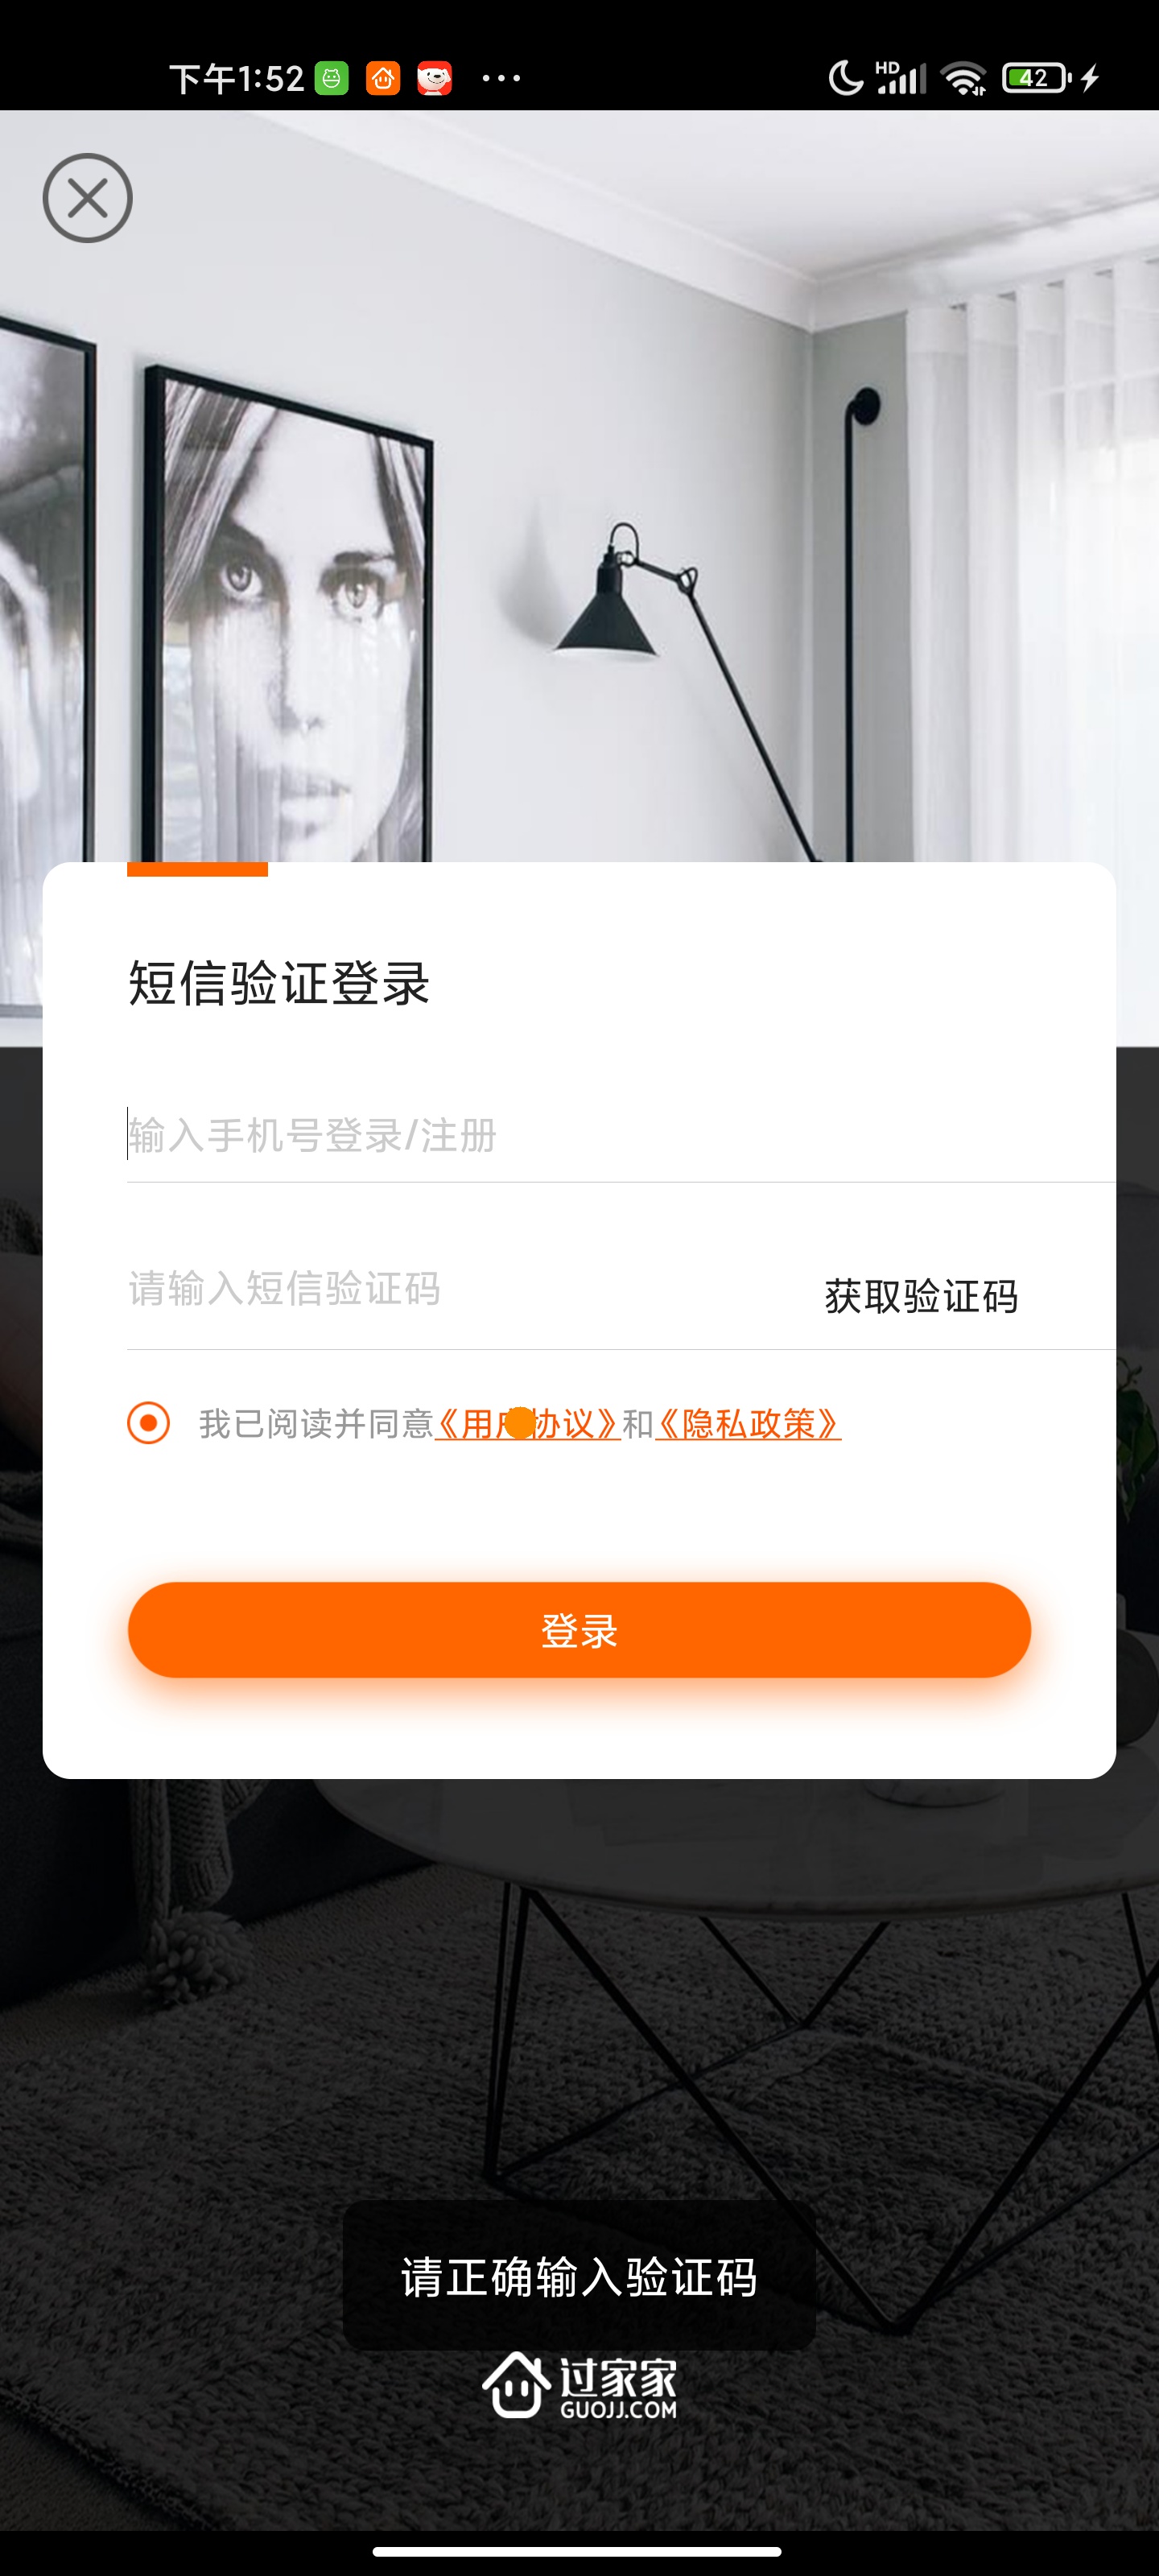 下午1:52
HD
42
短信验证登录
输入手机号登录/注册
请输入短信验证码 获取验证码
我已阅读并同意《用户协议》和《隐私政策》
登录
请正确输入验证码
过家家
GUOJJ.COM